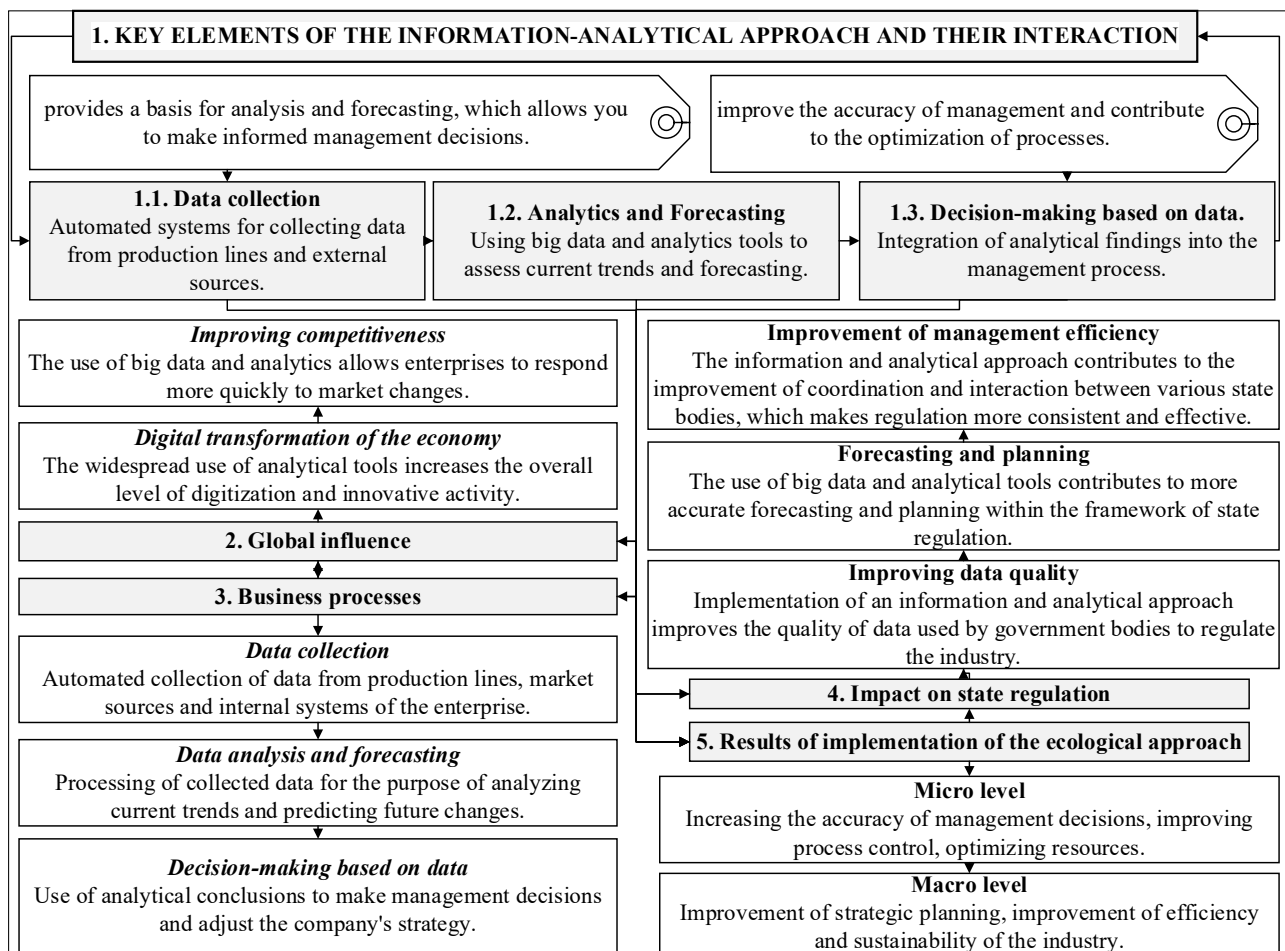 1. KEY ELEMENTS OF THE INFORMATION-ANALYTICAL APPROACH AND THEIR INTERACTION
provides a basis for analysis and forecasting, which allows you
to make informed management decisions.
improve the accuracy of management and contribute
to the optimization of processes.
1.1. Data collection
Automated systems for collecting data
from production lines and external
sources.
1.2. Analytics and Forecasting
Using big data and analytics tools to
assess current trends and forecasting.
1.3. Decision-making based on data.
Integration of analytical findings into the
management process.
Improving competitiveness
The use of big data and analytics allows enterprises to respond
more quickly to market changes.
Digital transformation of the economy
The widespread use of analytical tools increases the overall
level of digitization and innovative activity.
2. Global influence
3. Business processes
Data collection
Automated collection of data from production lines, market
sources and internal systems of the enterprise.
Data analysis and forecasting
Processing of collected data for the purpose of analyzing
current trends and predicting future changes.
Decision-making based on data
Use of analytical conclusions to make management decisions
and adjust the company's strategy.
Improvement of management efficiency
The information and analytical approach contributes to the
improvement of coordination and interaction between various state
bodies, which makes regulation more consistent and effective.
Forecasting and planning
The use of big data and analytical tools contributes to more
accurate forecasting and planning within the framework of state
regulation.
Improving data quality
Implementation of an information and analytical approach
improves the quality of data used by government bodies to regulate
the industry.
4. Impact on state regulation
5. Results of implementation of the ecological approach
Micro level
Increasing the accuracy of management decisions, improving
process control, optimizing resources.
Macro level
Improvement of strategic planning, improvement of efficiency
and sustainability of the industry.